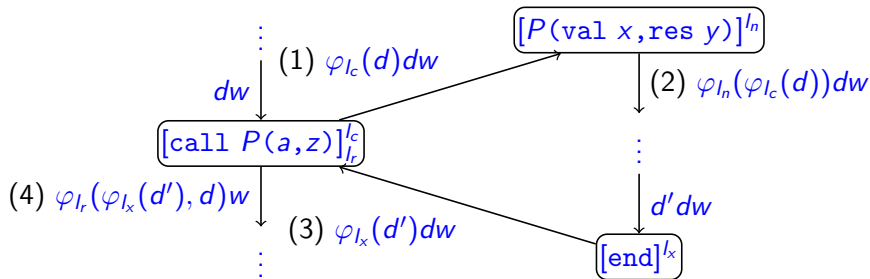 ⋮
[P(val x,res y)]^{l_n}
(1) φ_{l_c}(d)dw
(2) φ_{l_n}(φ_{l_c}(d))dw
dw
[call P(a,z)]^{l_c}_{l_r}
⋮
(4) φ_{l_r}(φ_{l_x}(d'),d)w
d'dw
(3) φ_{l_x}(d')dw
[end]^{l_x}
⋮